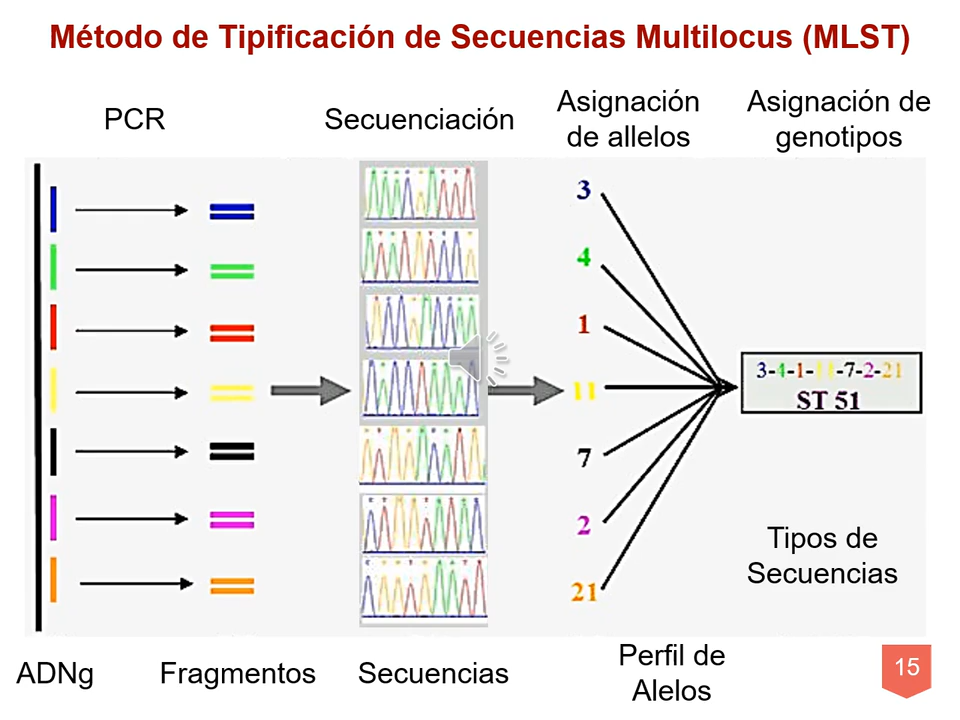 Método de Tipificación de Secuencias Multilocus (MLST)
PCR
Secuenciación
Asignación
de allelos
Asignación de
genotipos
3
4
1
11
7
2
21
3-4-1-11-7-2-21
ST 51
Tipos de
Secuencias
ADNg
Fragmentos
Secuencias
Perfil de
Alelos
15